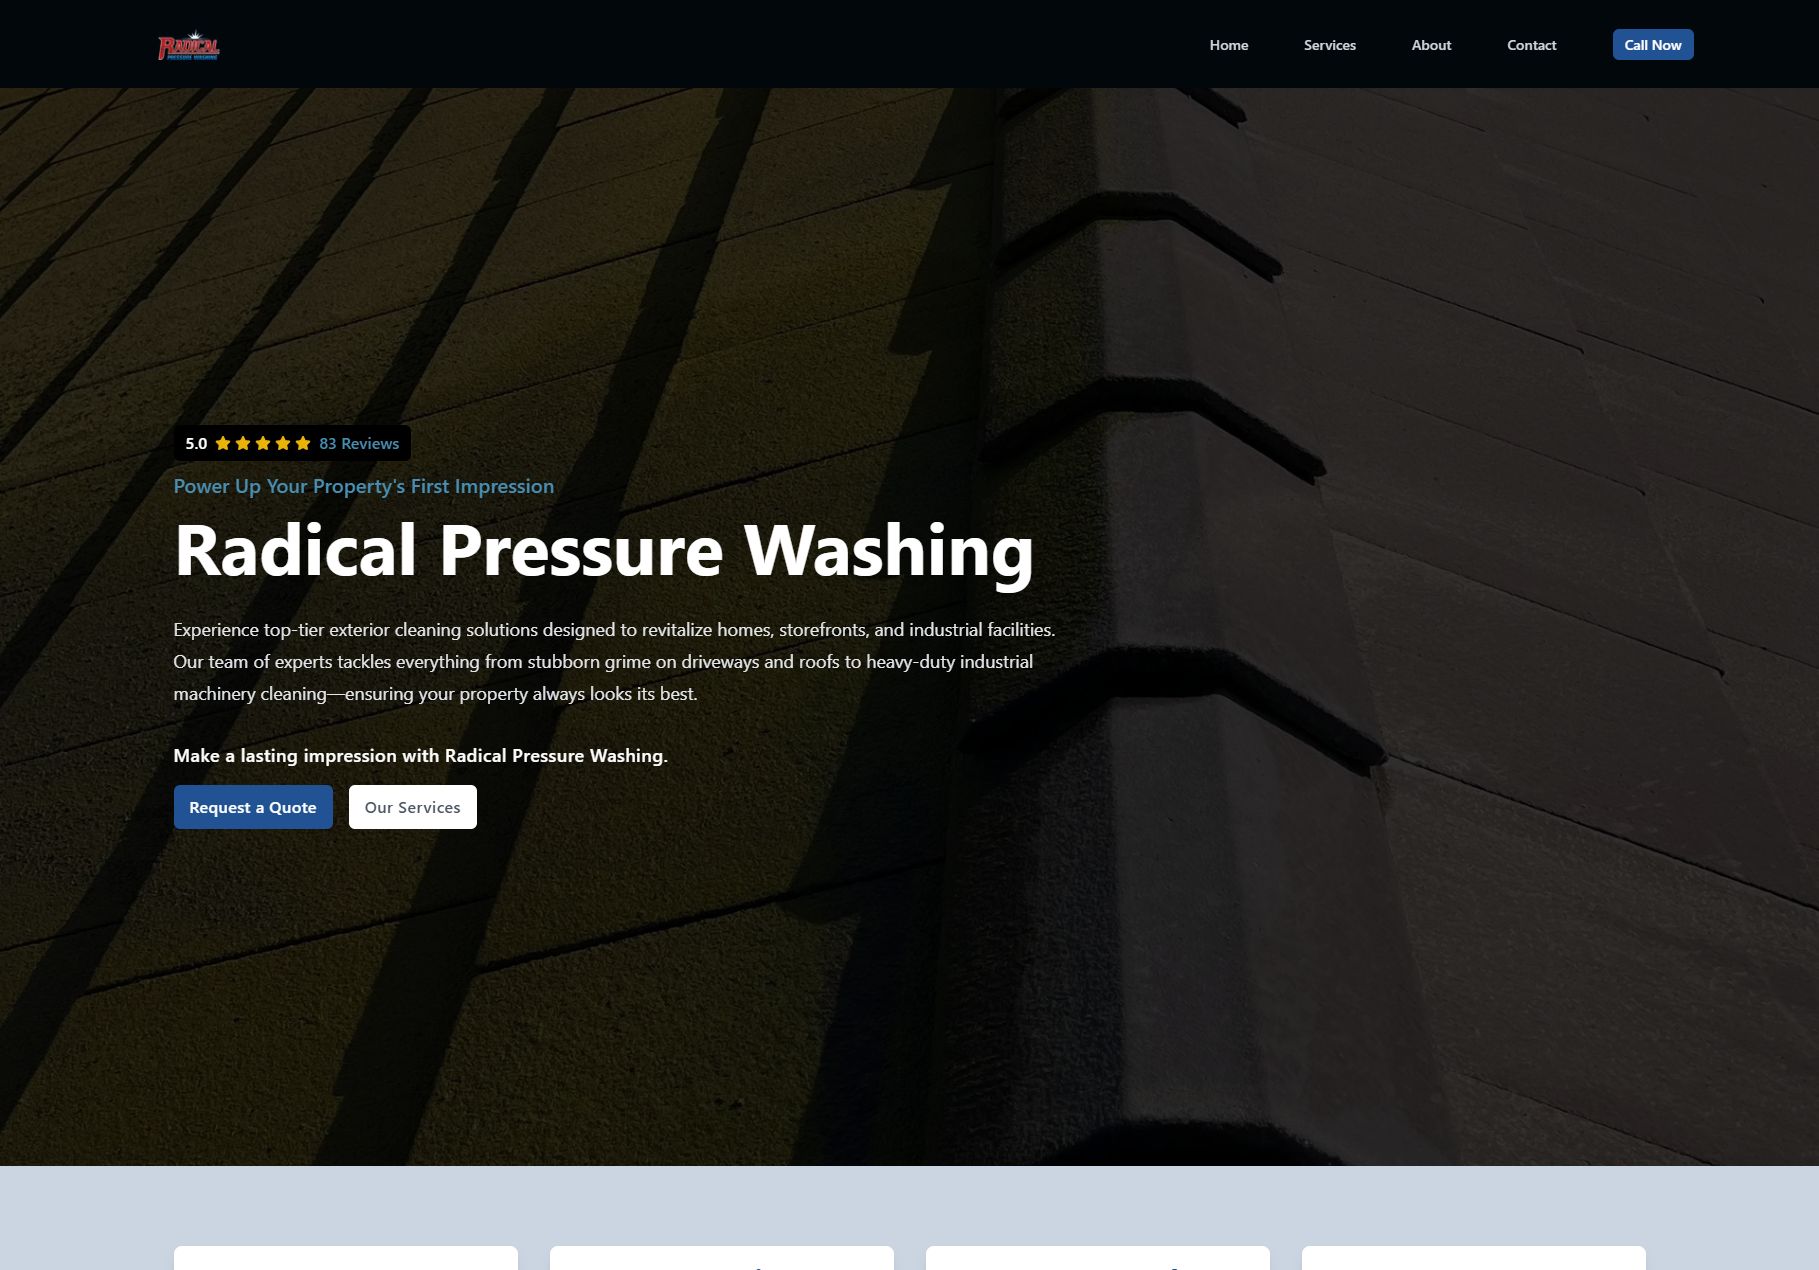 RADICAL
PRESSURE WASHING
Home
Services
About
Contact
Call Now
5.0
83 Reviews
Power Up Your Property's First Impression
Radical Pressure Washing
Experience top-tier exterior cleaning solutions designed to revitalize homes, storefronts, and industrial facilities.
Our team of experts tackles everything from stubborn grime on driveways and roofs to heavy-duty industrial
machinery cleaning—ensuring your property always looks its best.
Make a lasting impression with Radical Pressure Washing.
Request a Quote
Our Services